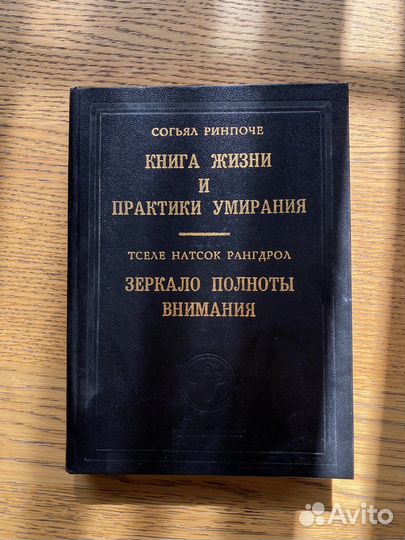 СОГЬЯЛ РИНПОЧЕ
КНИГА ЖИЗНИ
И
ПРАКТИКИ УМИРАНИЯ
ТСЕЛЕ НАТСОК РАНГДРОЛ
ЗЕРКАЛО ПОЛНОТЫ
ВНИМАНИЯ
Avito